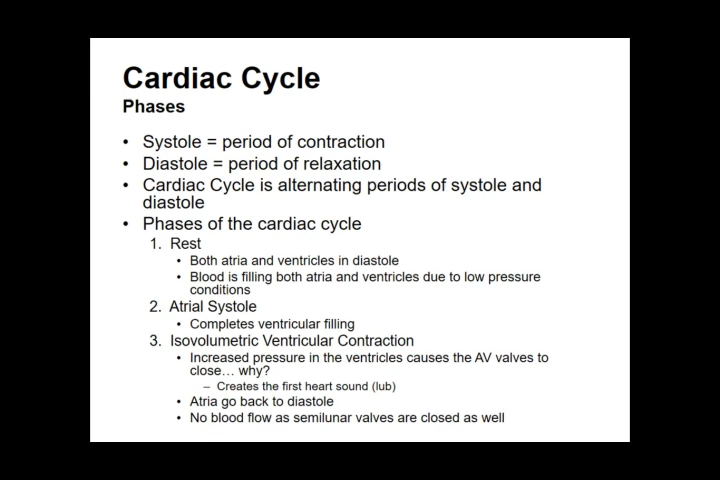 Cardiac Cycle
Phases
• Systole = period of contraction
• Diastole = period of relaxation
• Cardiac Cycle is alternating periods of systole and
diastole
• Phases of the cardiac cycle
1. Rest
• Both atria and ventricles in diastole
• Blood is filling both atria and ventricles due to low pressure
conditions
2. Atrial Systole
• Completes ventricular filling
3. Isovolumetric Ventricular Contraction
• Increased pressure in the ventricles causes the AV valves to
close… why?
– Creates the first heart sound (lub)
• Atria go back to diastole
• No blood flow as semilunar valves are closed as well